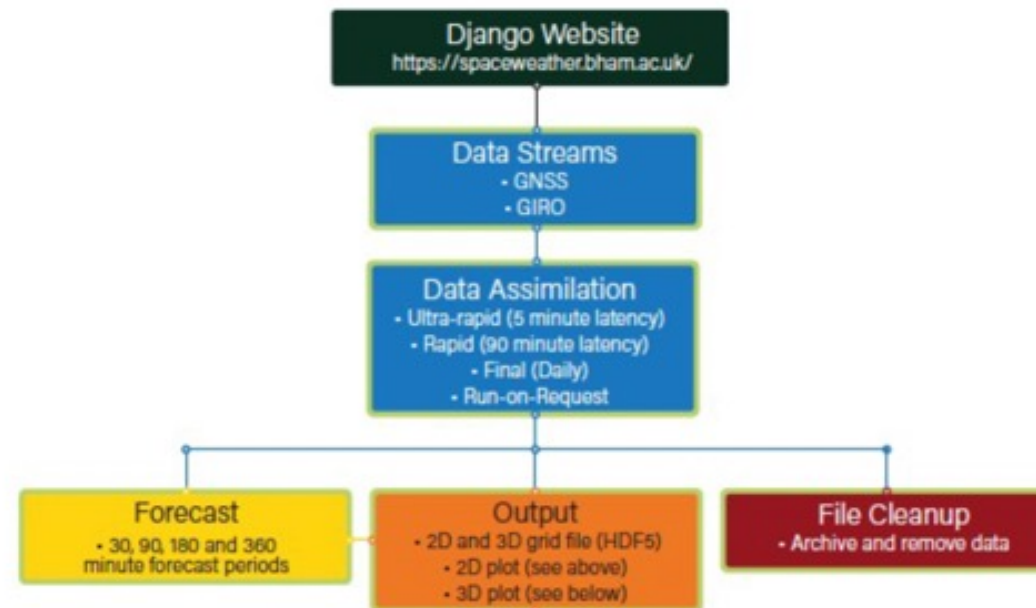 Django Website
https://spaceweather.bham.ac.uk/
Data Streams
• GNSS
• GIRO
Data Assimilation
• Ultra-rapid (5 minute latency)
• Rapid (90 minute latency)
• Final (Daily)
• Run-on-Request
Forecast
• 30, 90, 180 and 360
minute forecast periods
Output
• 2D and 3D grid file (HDF5)
• 2D plot (see above)
• 3D plot (see below)
File Cleanup
• Archive and remove data